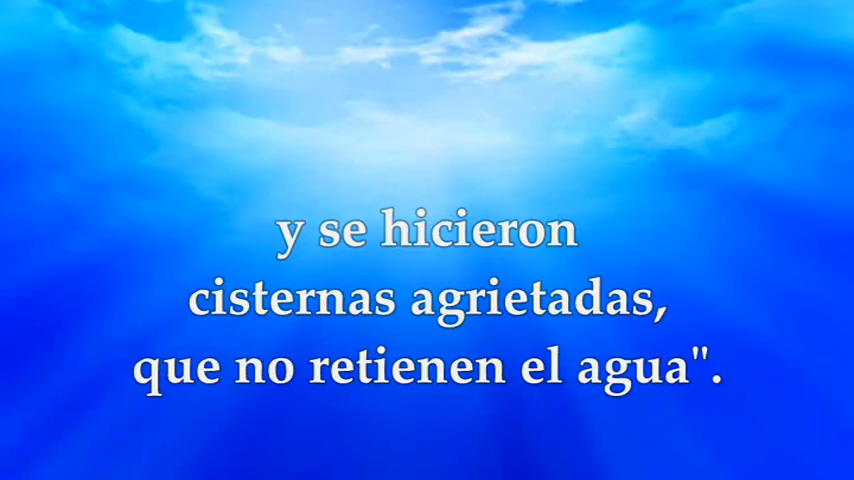 y se hicieron
cisternas agrietadas,
que no retienen el agua".